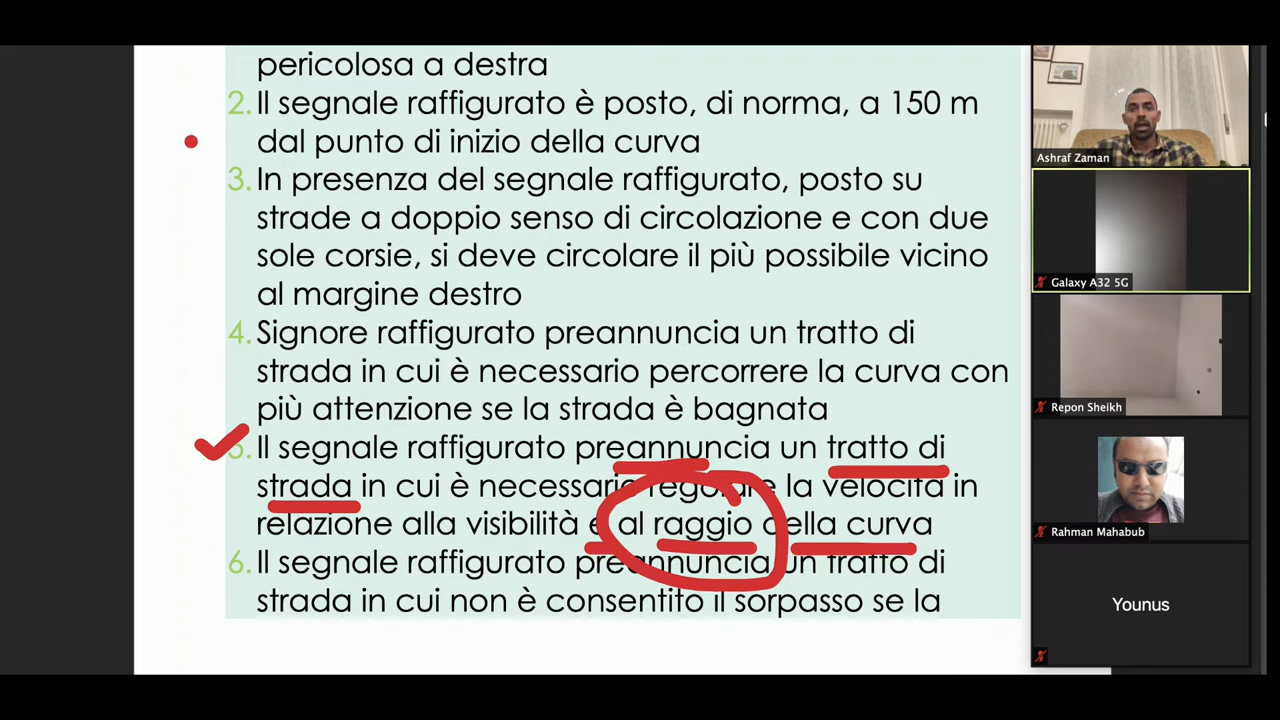 pericolosa a destra
2. Il segnale raffigurato è posto, di norma, a 150 m
dal punto di inizio della curva
3. In presenza del segnale raffigurato, posto su
strade a doppio senso di circolazione e con due
sole corsie, si deve circolare il più possibile vicino
al margine destro
4. Signore raffigurato preannuncia un tratto di
strada in cui è necessario percorrere la curva con
più attenzione se la strada è bagnata
5. Il segnale raffigurato preannuncia un tratto di
strada in cui è necessario regolare la velocità in
relazione alla visibilità e al raggio della curva
6. Il segnale raffigurato preannuncia un tratto di
strada in cui non è consentito il sorpasso se la
Ashraf Zaman
Galaxy A32 5G
Repon Sheikh
Rahman Mahabub
Younus